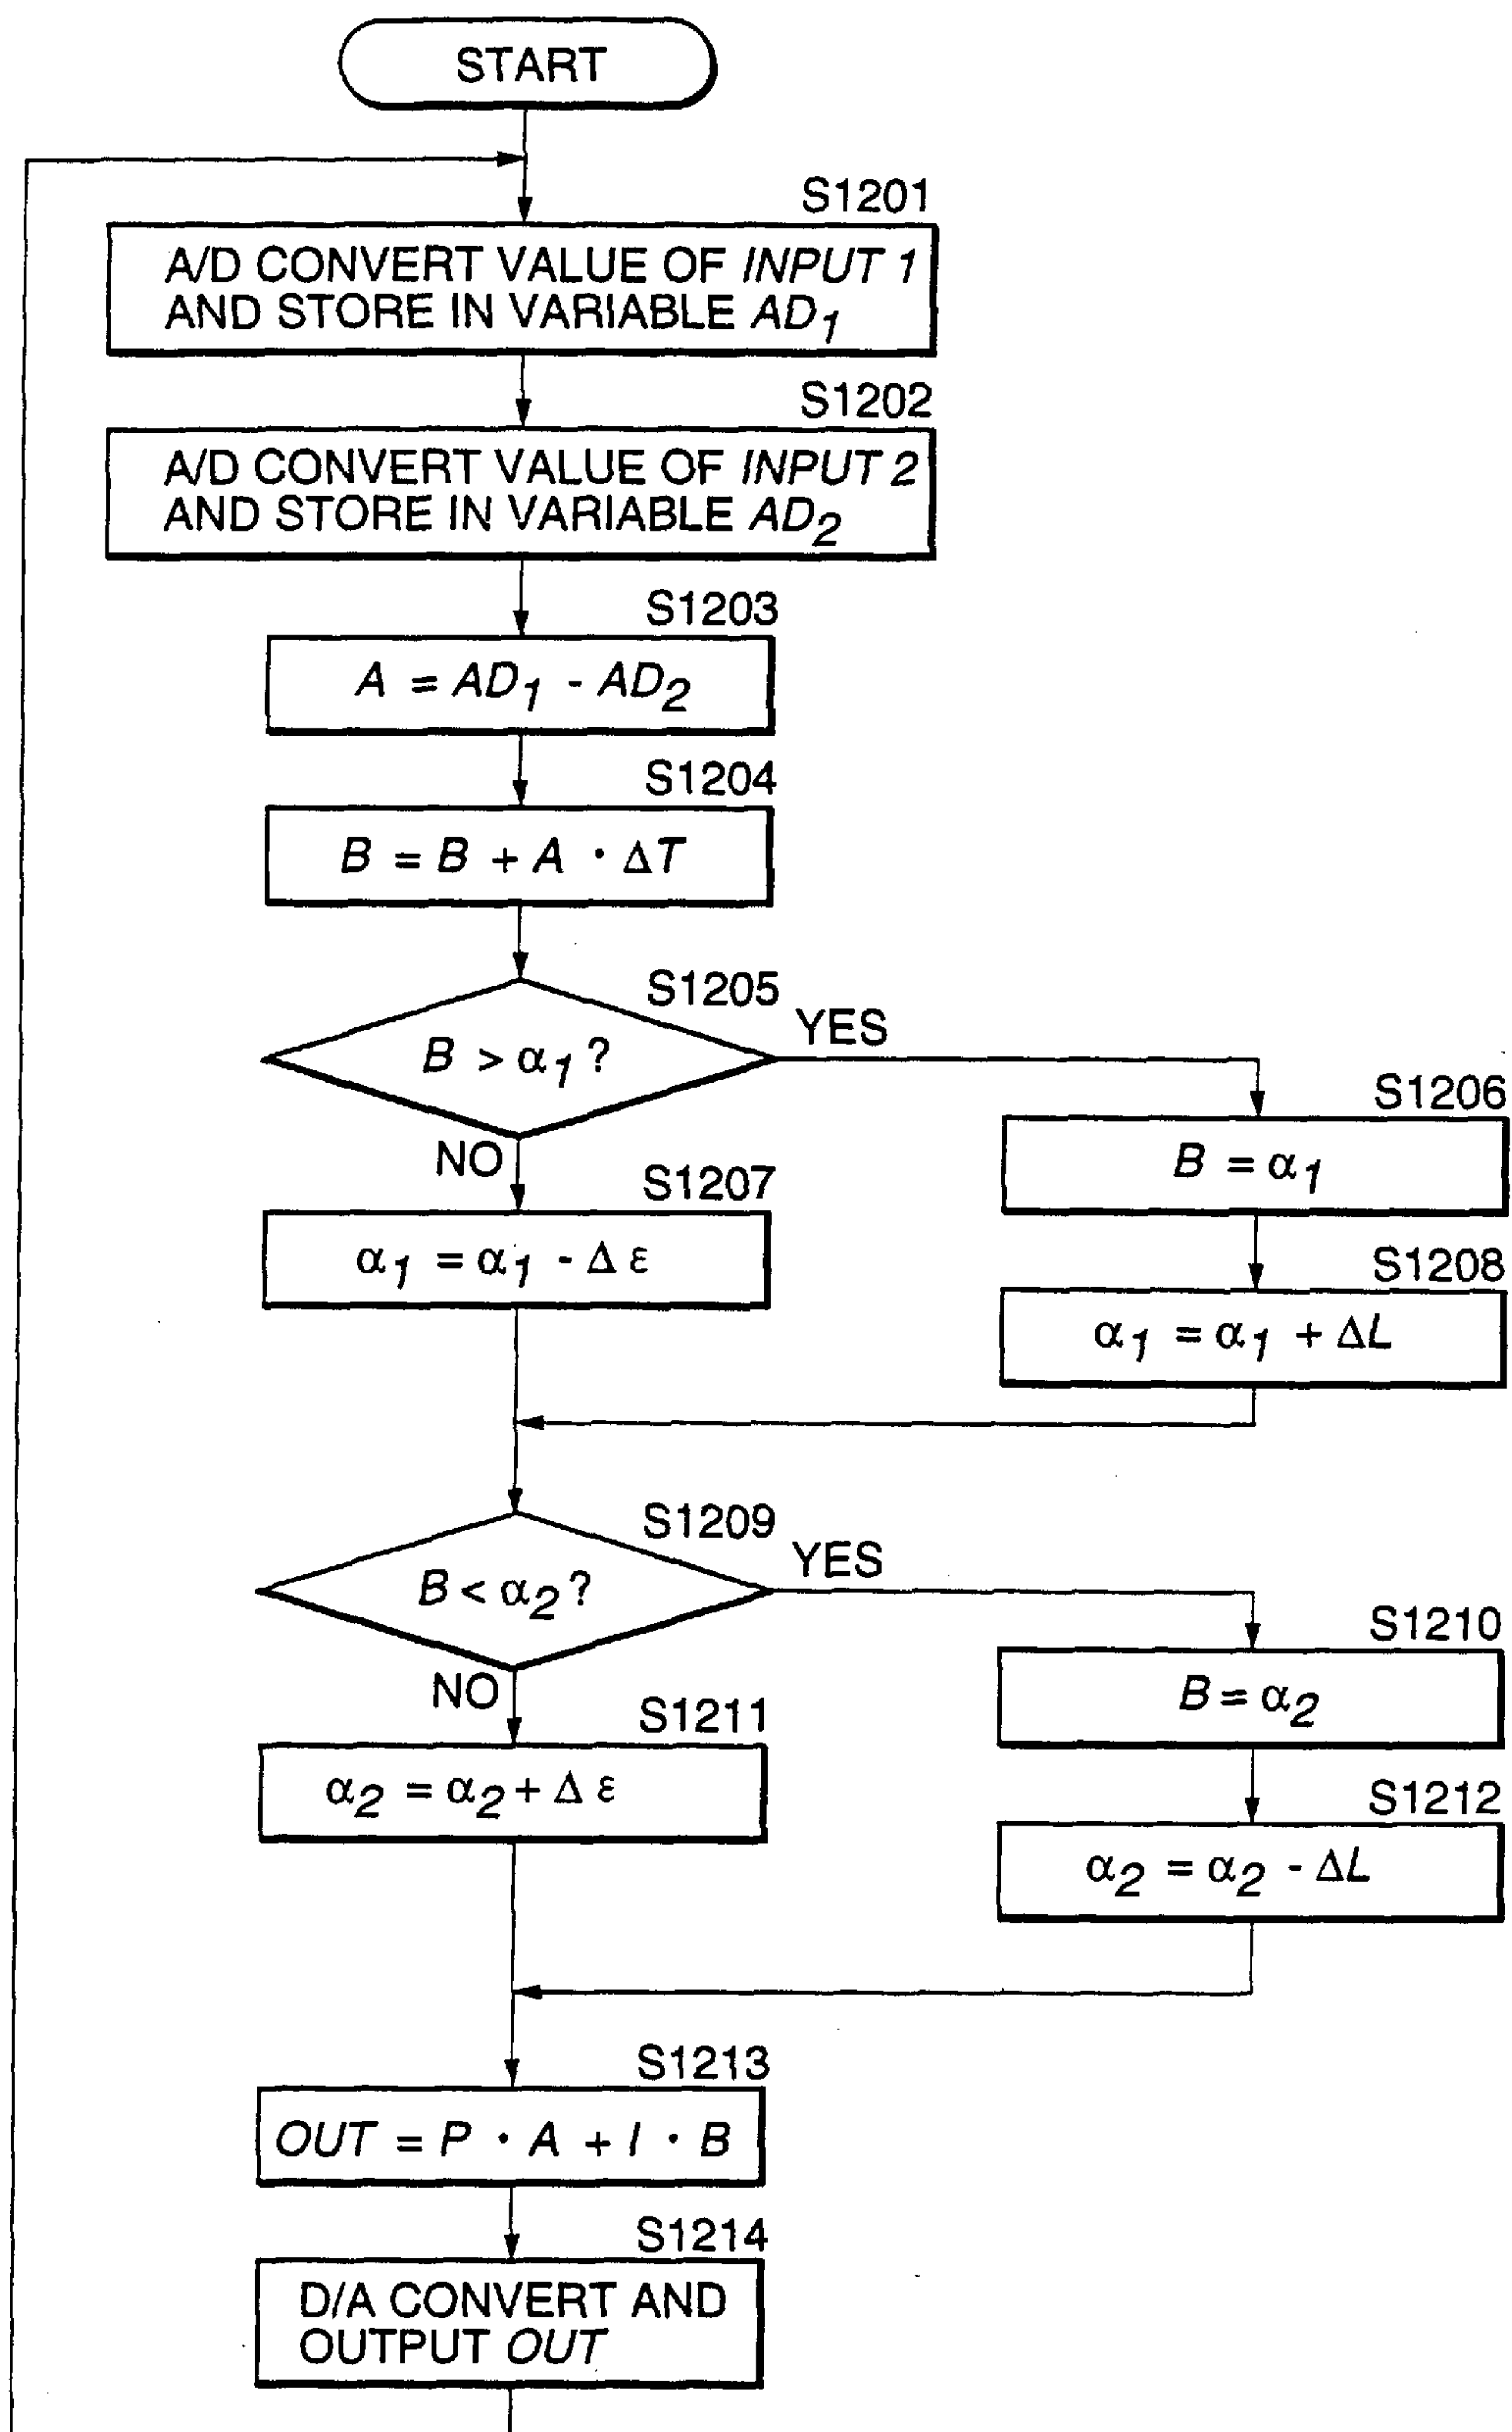 START
S1201
A/D CONVERT VALUE OF INPUT 1
AND STORE IN VARIABLE AD1
S1202
A/D CONVERT VALUE OF INPUT 2
AND STORE IN VARIABLE AD2
S1203
A = AD1 - AD2
S1204
B = B + A · ΔT
S1205
B > α1 ?
YES
NO
S1206
B = α1
S1207
α1 = α1 - Δ ε
S1208
α1 = α1 + ΔL
S1209
B < α2 ?
YES
NO
S1210
B = α2
S1211
α2 = α2 + Δ ε
S1212
α2 = α2 - ΔL
S1213
OUT = P · A + I · B
S1214
D/A CONVERT AND
OUTPUT OUT